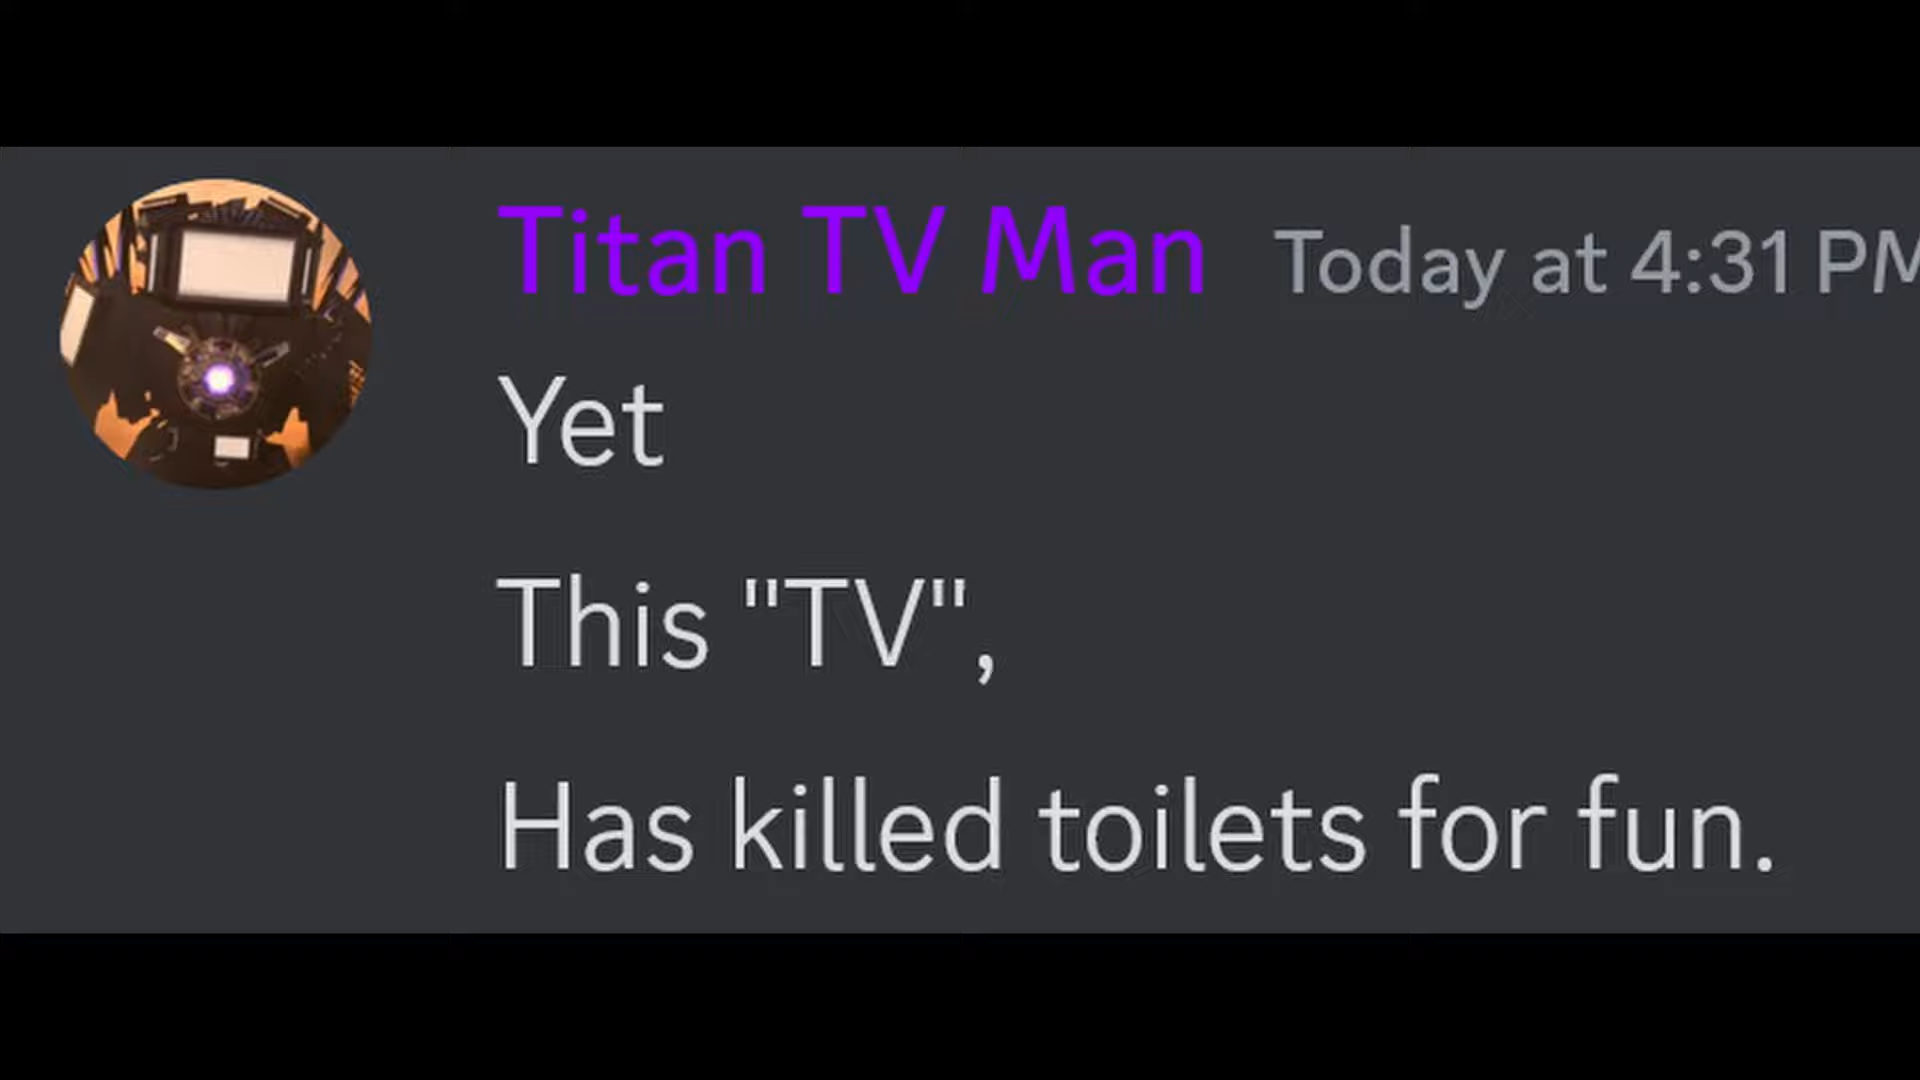 Titan TV Man Today at 4:31 PM
Yet
This "TV",
Has killed toilets for fun.